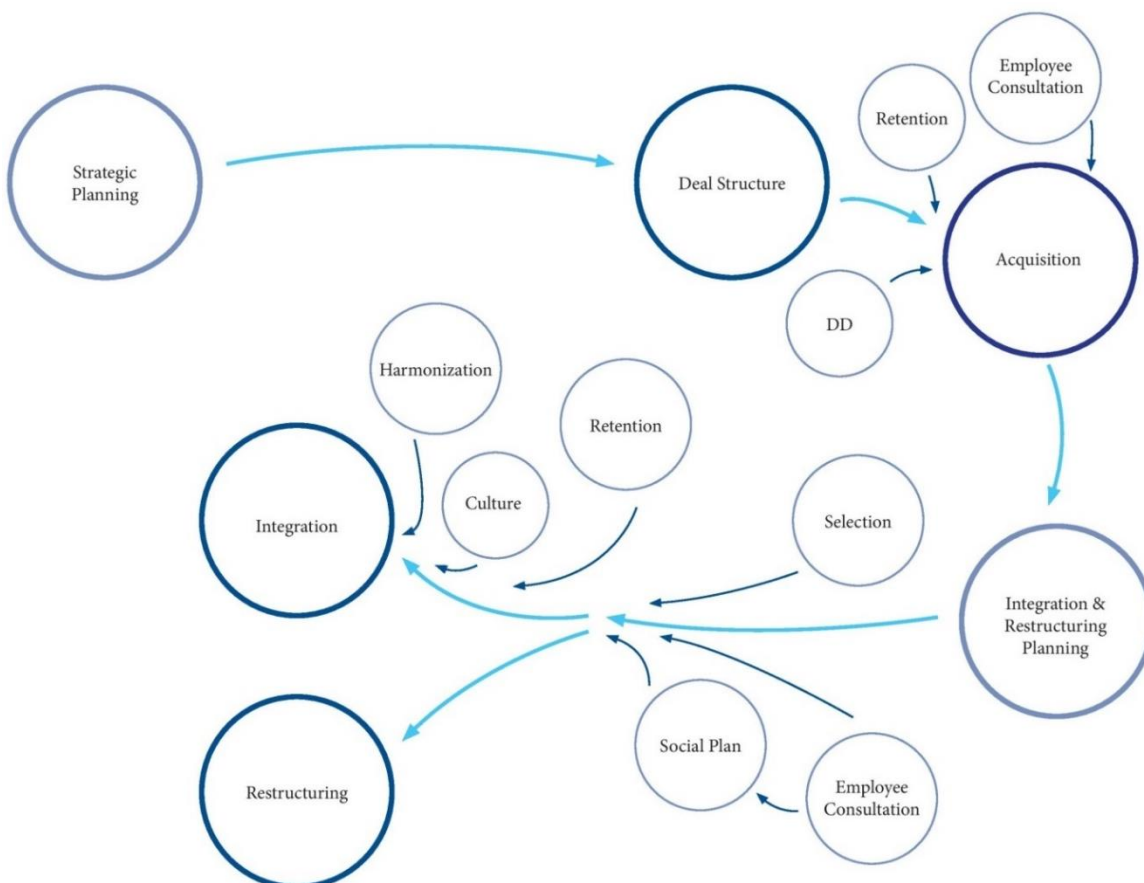 Strategic
Planning
Deal Structure
Retention
Employee
Consultation
Acquisition
DD
Harmonization
Retention
Culture
Integration
Selection
Integration &
Restructuring
Planning
Social Plan
Employee
Consultation
Restructuring